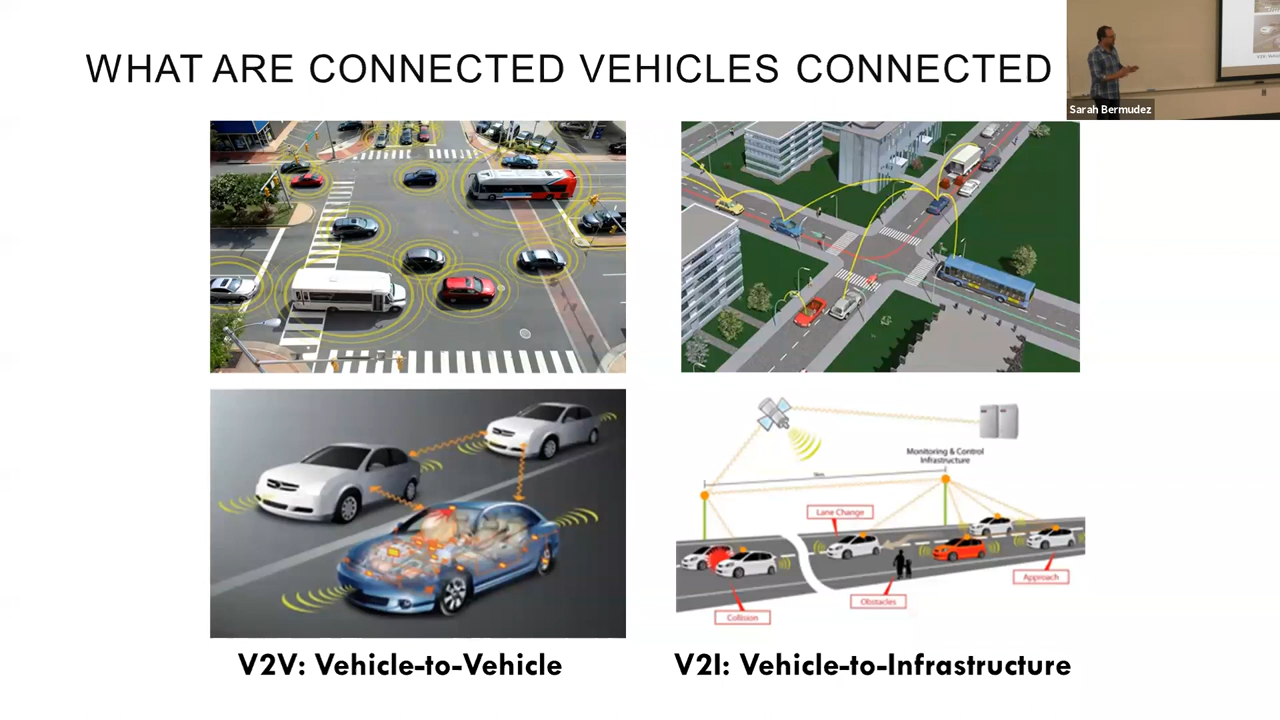 WHAT ARE CONNECTED VEHICLES CONNECTED
Sarah Bermudez
Monitoring & Control
Infrastructure
Lane Change
Approach
Obstacles
Collision
V2V: Vehicle-to-Vehicle
V2I: Vehicle-to-Infrastructure